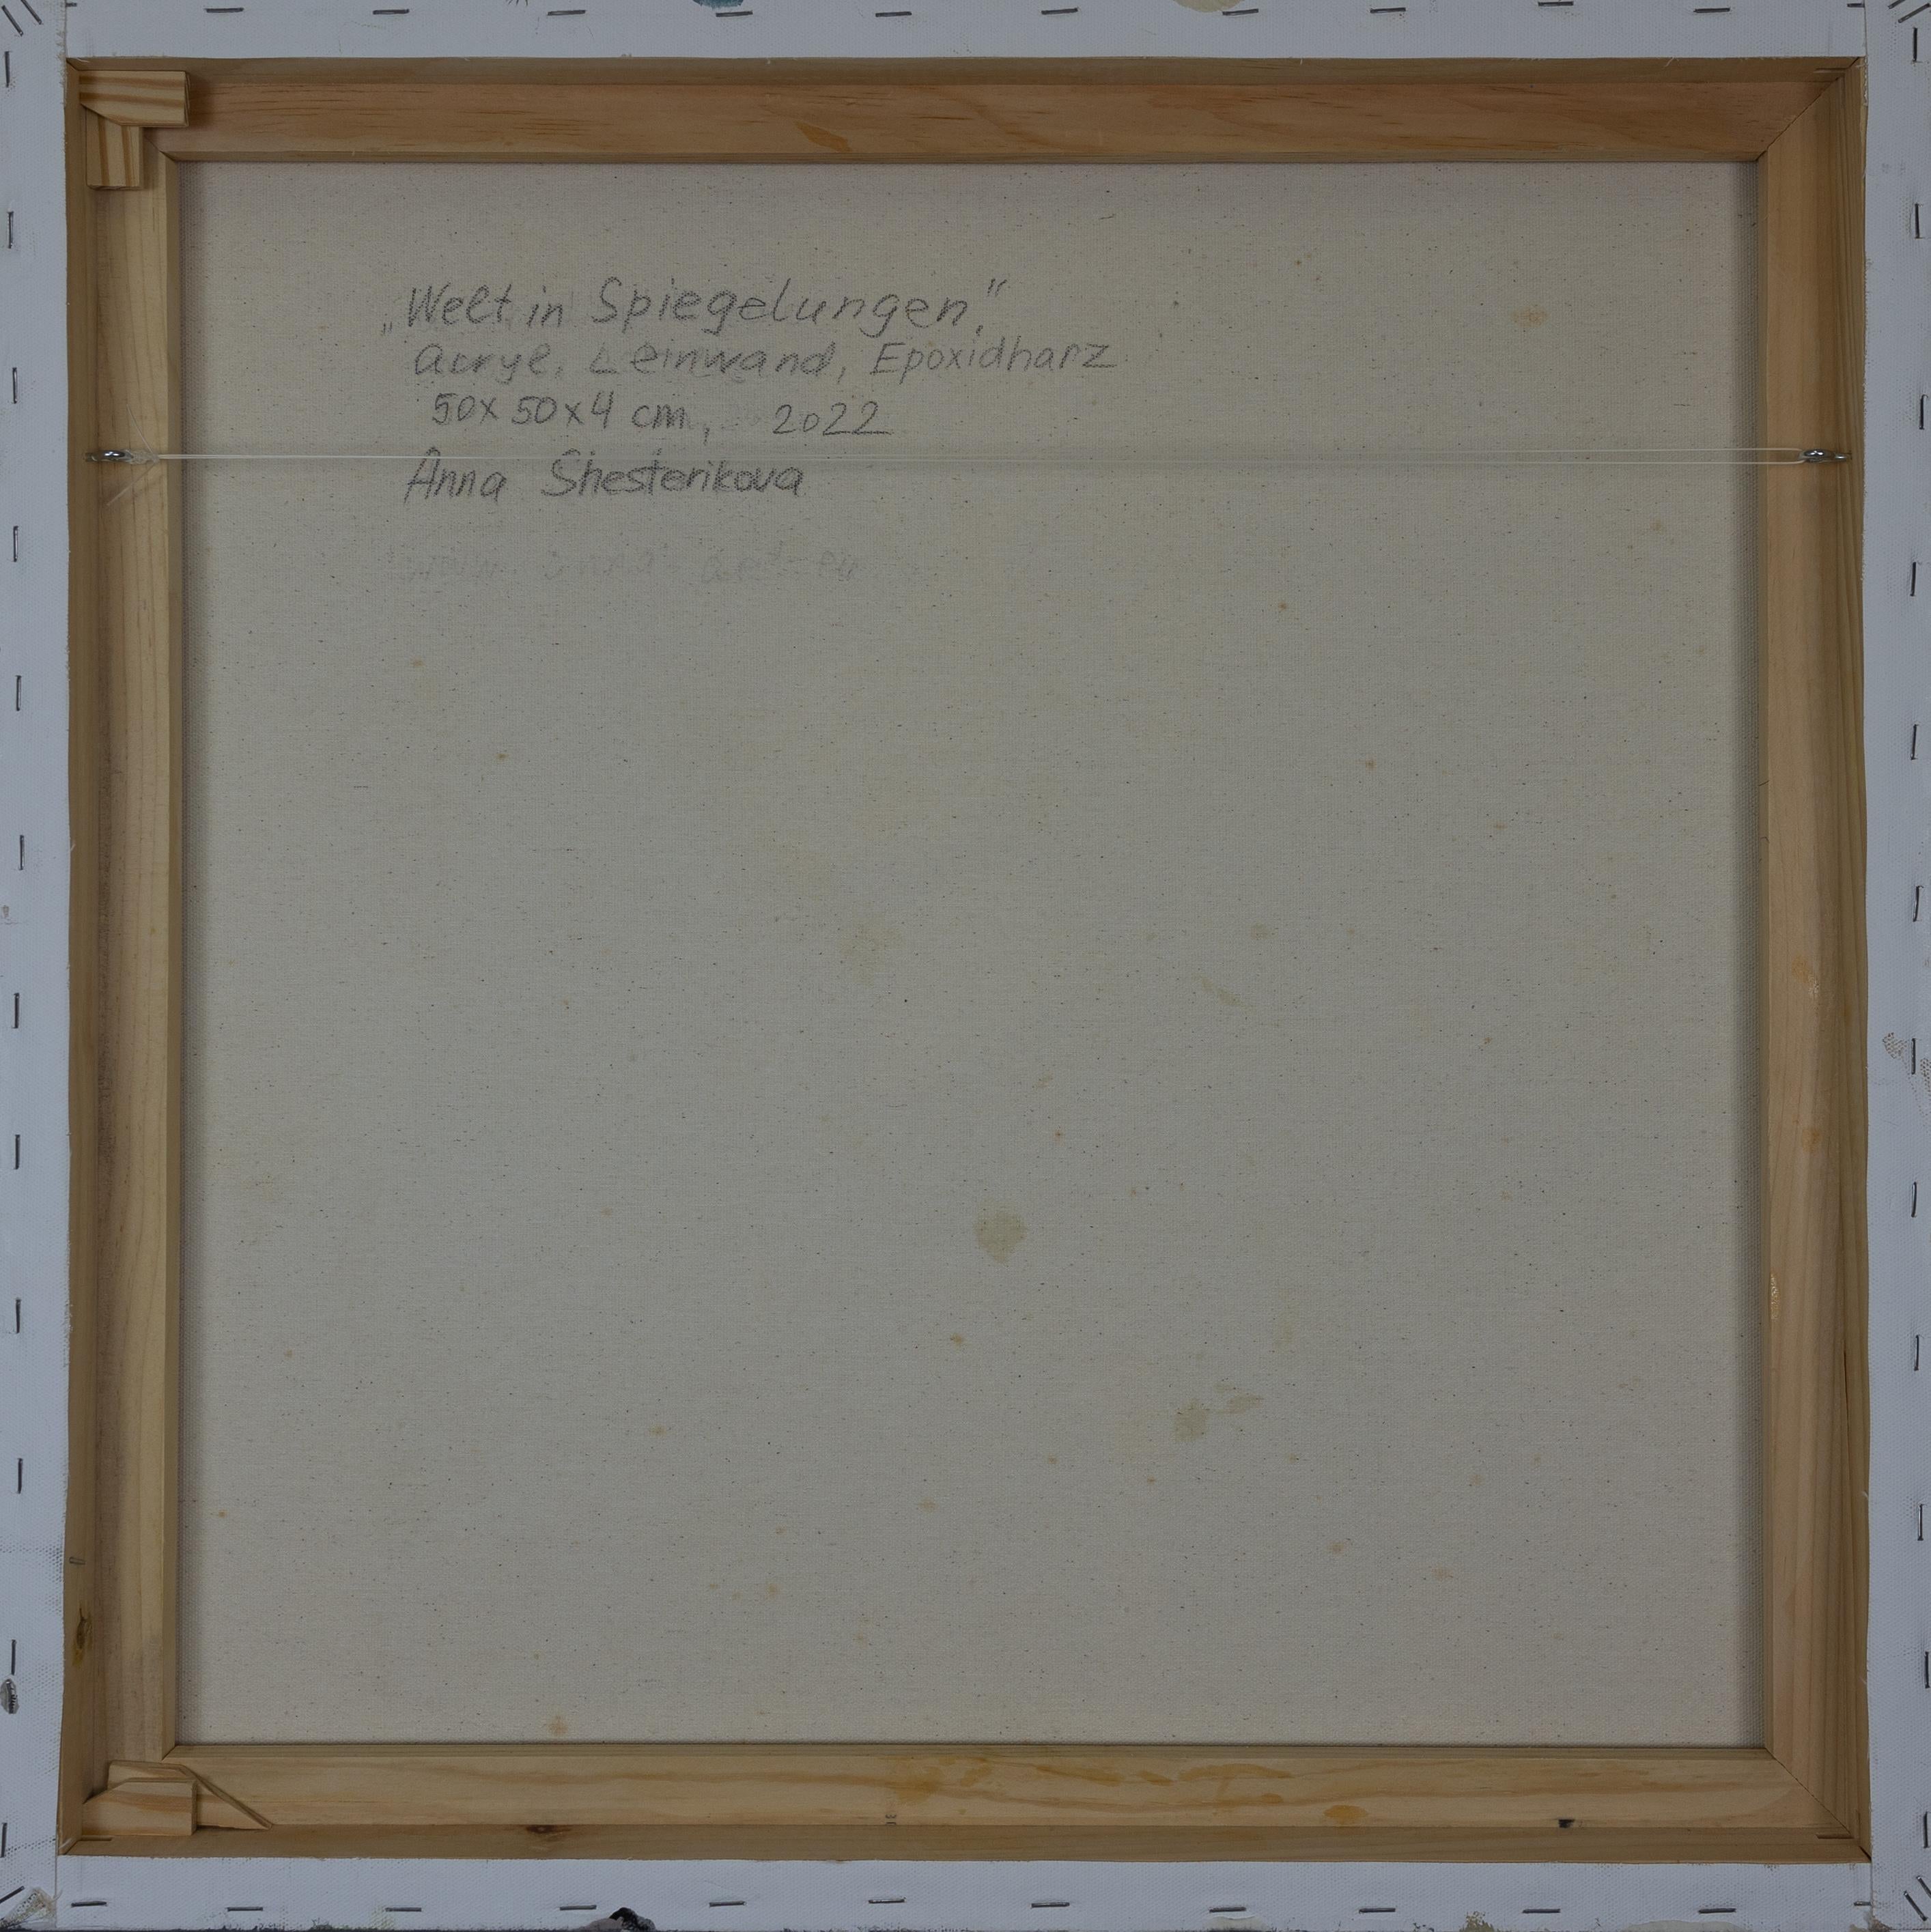 „Welt in Spiegelungen,"
Acryl, Leinwand, Epoxidharz
50x50x4 cm, 2022
Anna Shesterikova